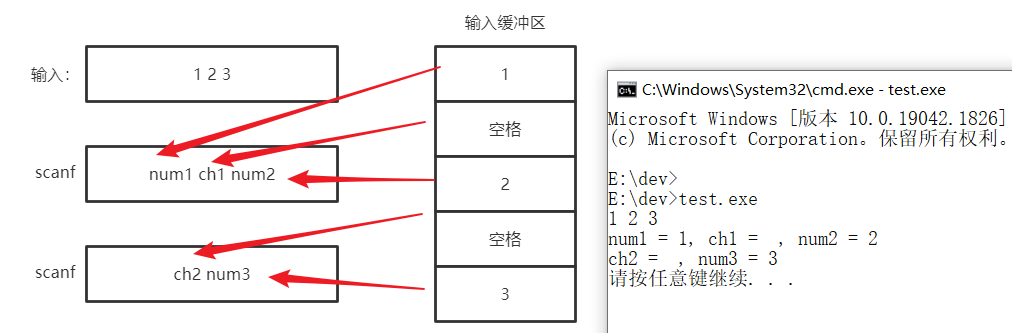 输入缓冲区
输入：
1 2 3
1
空格
scanf
num1 ch1 num2
2
空格
scanf
ch2 num3
3
C:\Windows\System32\cmd.exe - test.exe
Microsoft Windows [版本 10.0.19042.1826]
(c) Microsoft Corporation。保留所有权利。
E:\dev>
E:\dev>test.exe
1 2 3
num1 = 1, ch1 =  , num2 = 2
ch2 =  , num3 = 3
请按任意键继续. . .